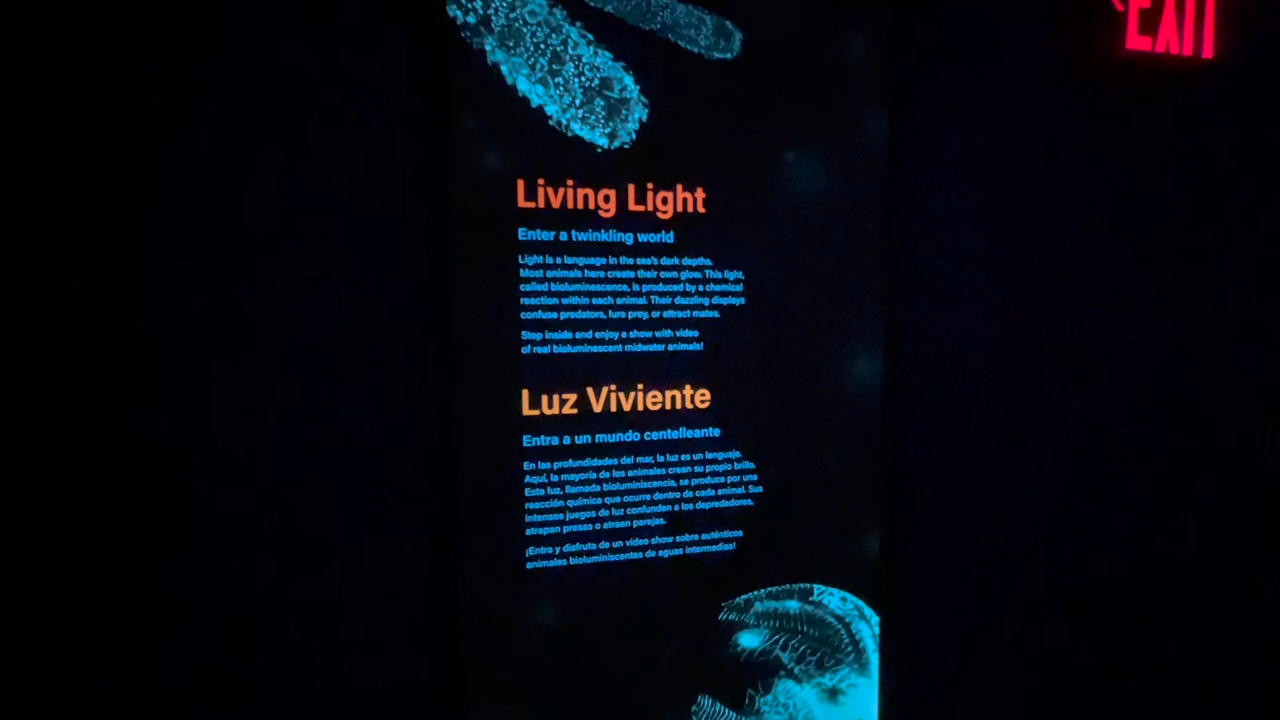 EXIT
Living Light
Enter a twinkling world
Light is a language in the sea's dark depths.
Most animals here create their own glow. This light,
called bioluminescence, is produced by a chemical
reaction within each animal. Their dazzling displays
confuse predators, lure prey, or attract mates.
Step inside and enjoy a show with video
of real bioluminescent midwater animals!
Luz Viviente
Entra a un mundo centelleante
En las profundidades del mar, la luz es un lenguaje.
Aquí, la mayoría de los animales crean su propio brillo.
Esta luz, llamada bioluminiscencia, se produce por una
reacción química que ocurre dentro de cada animal. Sus
intensos juegos de luz confunden a los depredadores,
atrapan presas o atraen parejas.
¡Entra y disfruta de un video show sobre auténticos
animales bioluminiscentes de aguas intermedias!